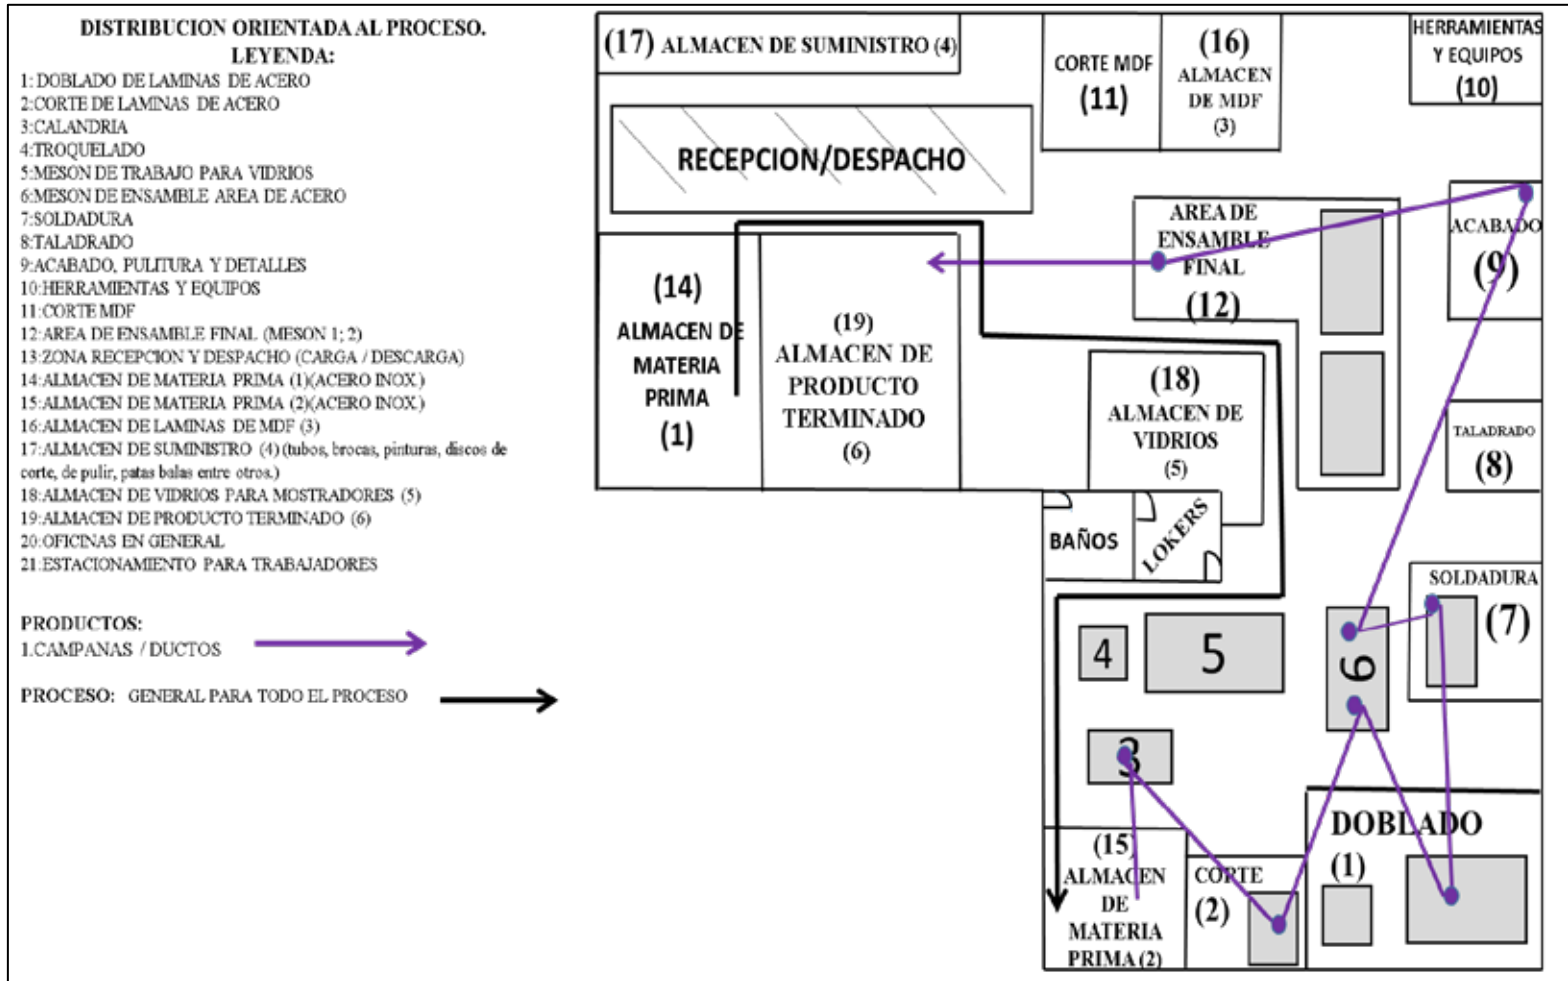 DISTRIBUCION ORIENTADA AL PROCESO.
LEYENDA:
1: DOBLADO DE LAMINAS DE ACERO
2:CORTE DE LAMINAS DE ACERO
3:CALANDRIA
4:TROQUELADO
5:MESON DE TRABAJO PARA VIDRIOS
6:MESON DE ENSAMBLE AREA DE ACERO
7:SOLDADURA
8:TALADRADO
9:ACABADO, PULITURA Y DETALLES
10:HERRAMIENTAS Y EQUIPOS
11:CORTE MDF
12:AREA DE ENSAMBLE FINAL (MESON 1; 2)
13:ZONA RECEPCION Y DESPACHO (CARGA / DESCARGA)
14:ALMACEN DE MATERIA PRIMA (1)(ACERO INOX.)
15:ALMACEN DE MATERIA PRIMA (2)(ACERO INOX.)
16:ALMACEN DE LAMINAS DE MDF (3)
17:ALMACEN DE SUMINISTRO (4) (tubos, brocas, pinturas, discos de
corte, de pulir, patas balas entre otros.)
18:ALMACEN DE VIDRIOS PARA MOSTRADORES (5)
19:ALMACEN DE PRODUCTO TERMINADO (6)
20:OFICINAS EN GENERAL
21:ESTACIONAMIENTO PARA TRABAJADORES
PRODUCTOS:
1.CAMPANAS / DUCTOS
PROCESO: GENERAL PARA TODO EL PROCESO
(17) ALMACEN DE SUMINISTRO (4)
RECEPCION/DESPACHO
CORTE MDF
(11)
(16)
ALMACEN
DE MDF
(3)
HERRAMIENTAS
Y EQUIPOS
(10)
(14)
ALMACEN DE
MATERIA
PRIMA
(1)
(19)
ALMACEN DE
PRODUCTO
TERMINADO
(6)
AREA DE
ENSAMBLE
FINAL
(12)
ACABADO
(9)
(18)
ALMACEN DE
VIDRIOS
(5)
TALADRADO
(8)
BAÑOS
LOKERS
SOLDADURA
(7)
4
5
6
3
(15)
ALMACEN
DE
MATERIA
PRIMA (2)
CORTE
(2)
DOBLADO
(1)